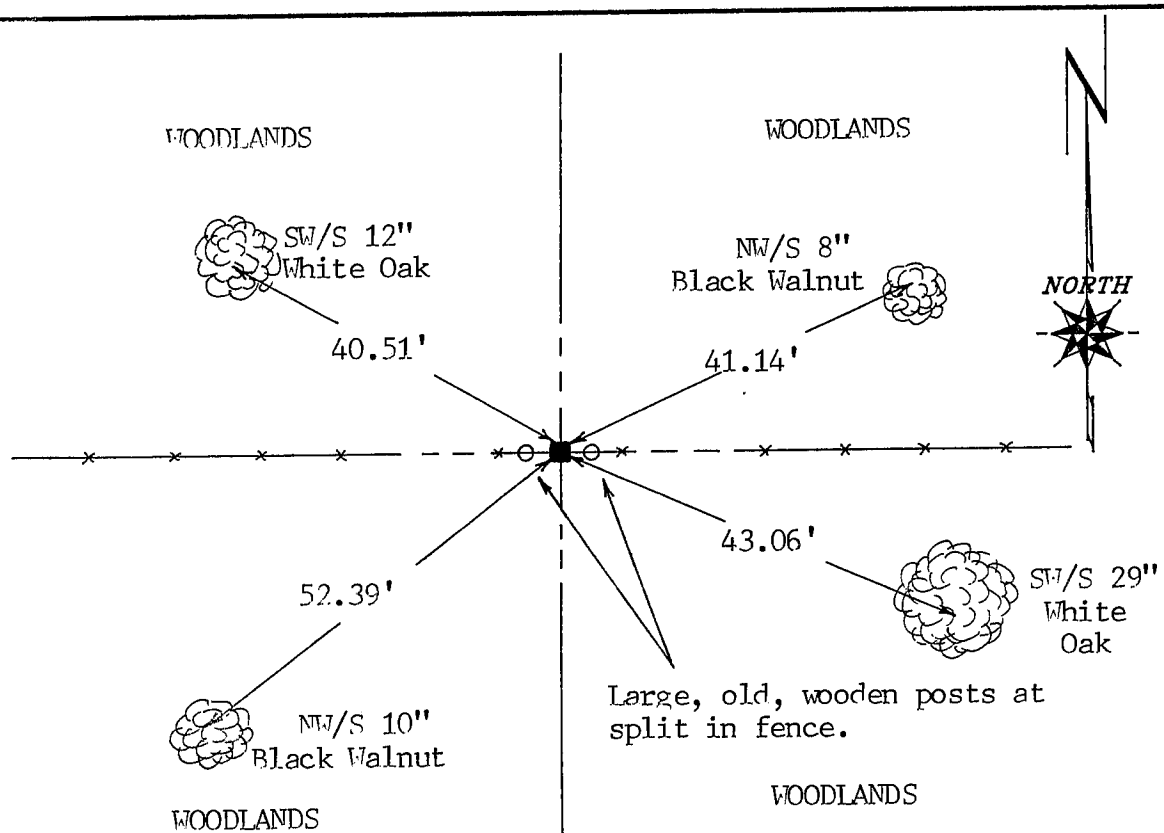 WOODLANDS
WOODLANDS
SW/S 12"
White Oak
NW/S 8"
Black Walnut
NORTH
40.51'
41.14'
52.39'
43.06'
SW/S 29"
White
Oak
Large, old, wooden posts at
split in fence.
NW/S 10"
Black Walnut
WOODLANDS
WOODLANDS